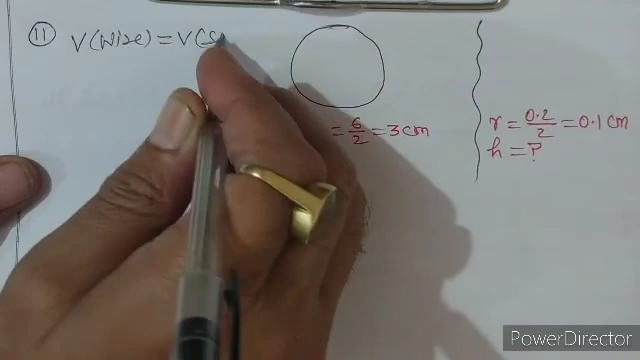 (11) V(Wire) = V(S
= 6/2 = 3 cm
r = 0.2/2 = 0.1 cm
h = ?
PowerDirector